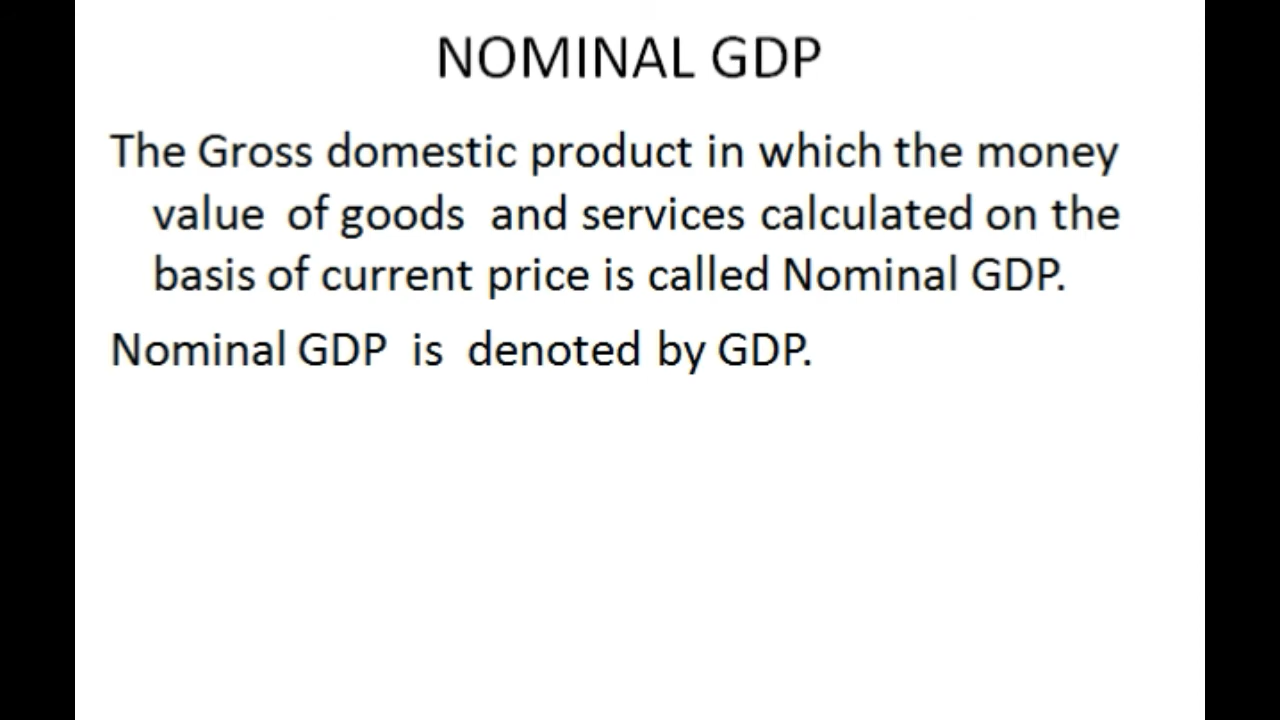 NOMINAL GDP
The Gross domestic product in which the money
value of goods and services calculated on the
basis of current price is called Nominal GDP.
Nominal GDP is denoted by GDP.